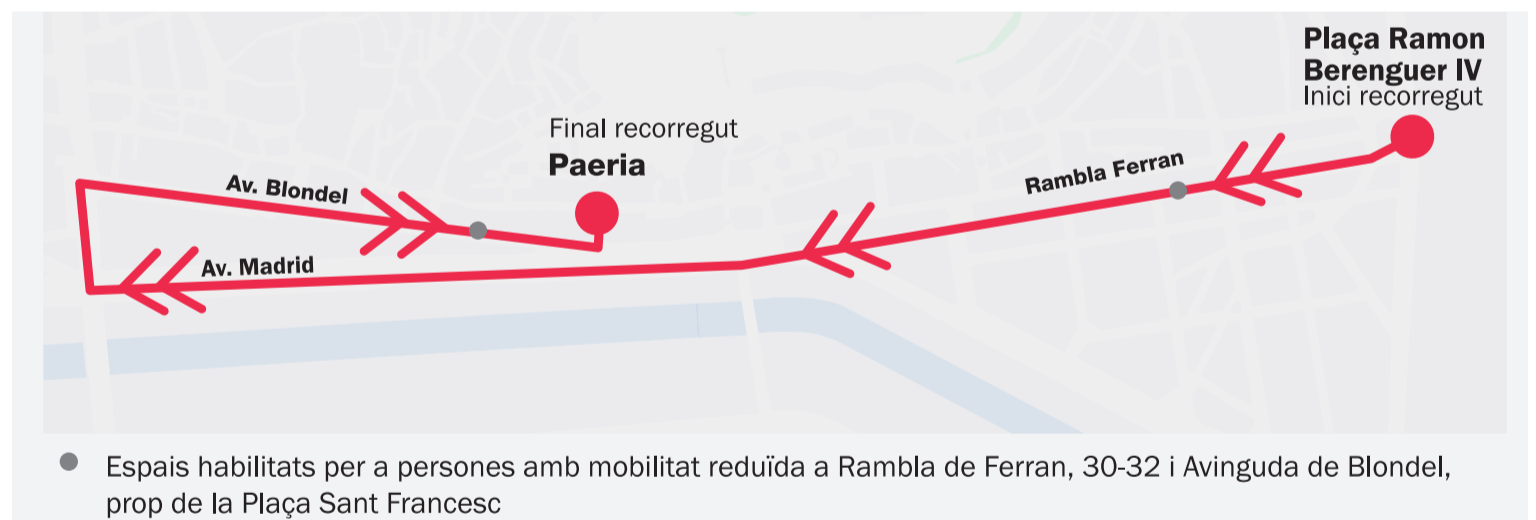 Plaça Ramon
Berenguer IV
Inici recorregut
Final recorregut
Paeria
Rambla Ferran
Av. Blondel
Av. Madrid
Espais habilitats per a persones amb mobilitat reduïda a Rambla de Ferran, 30-32 i Avinguda de Blondel,
prop de la Plaça Sant Francesc